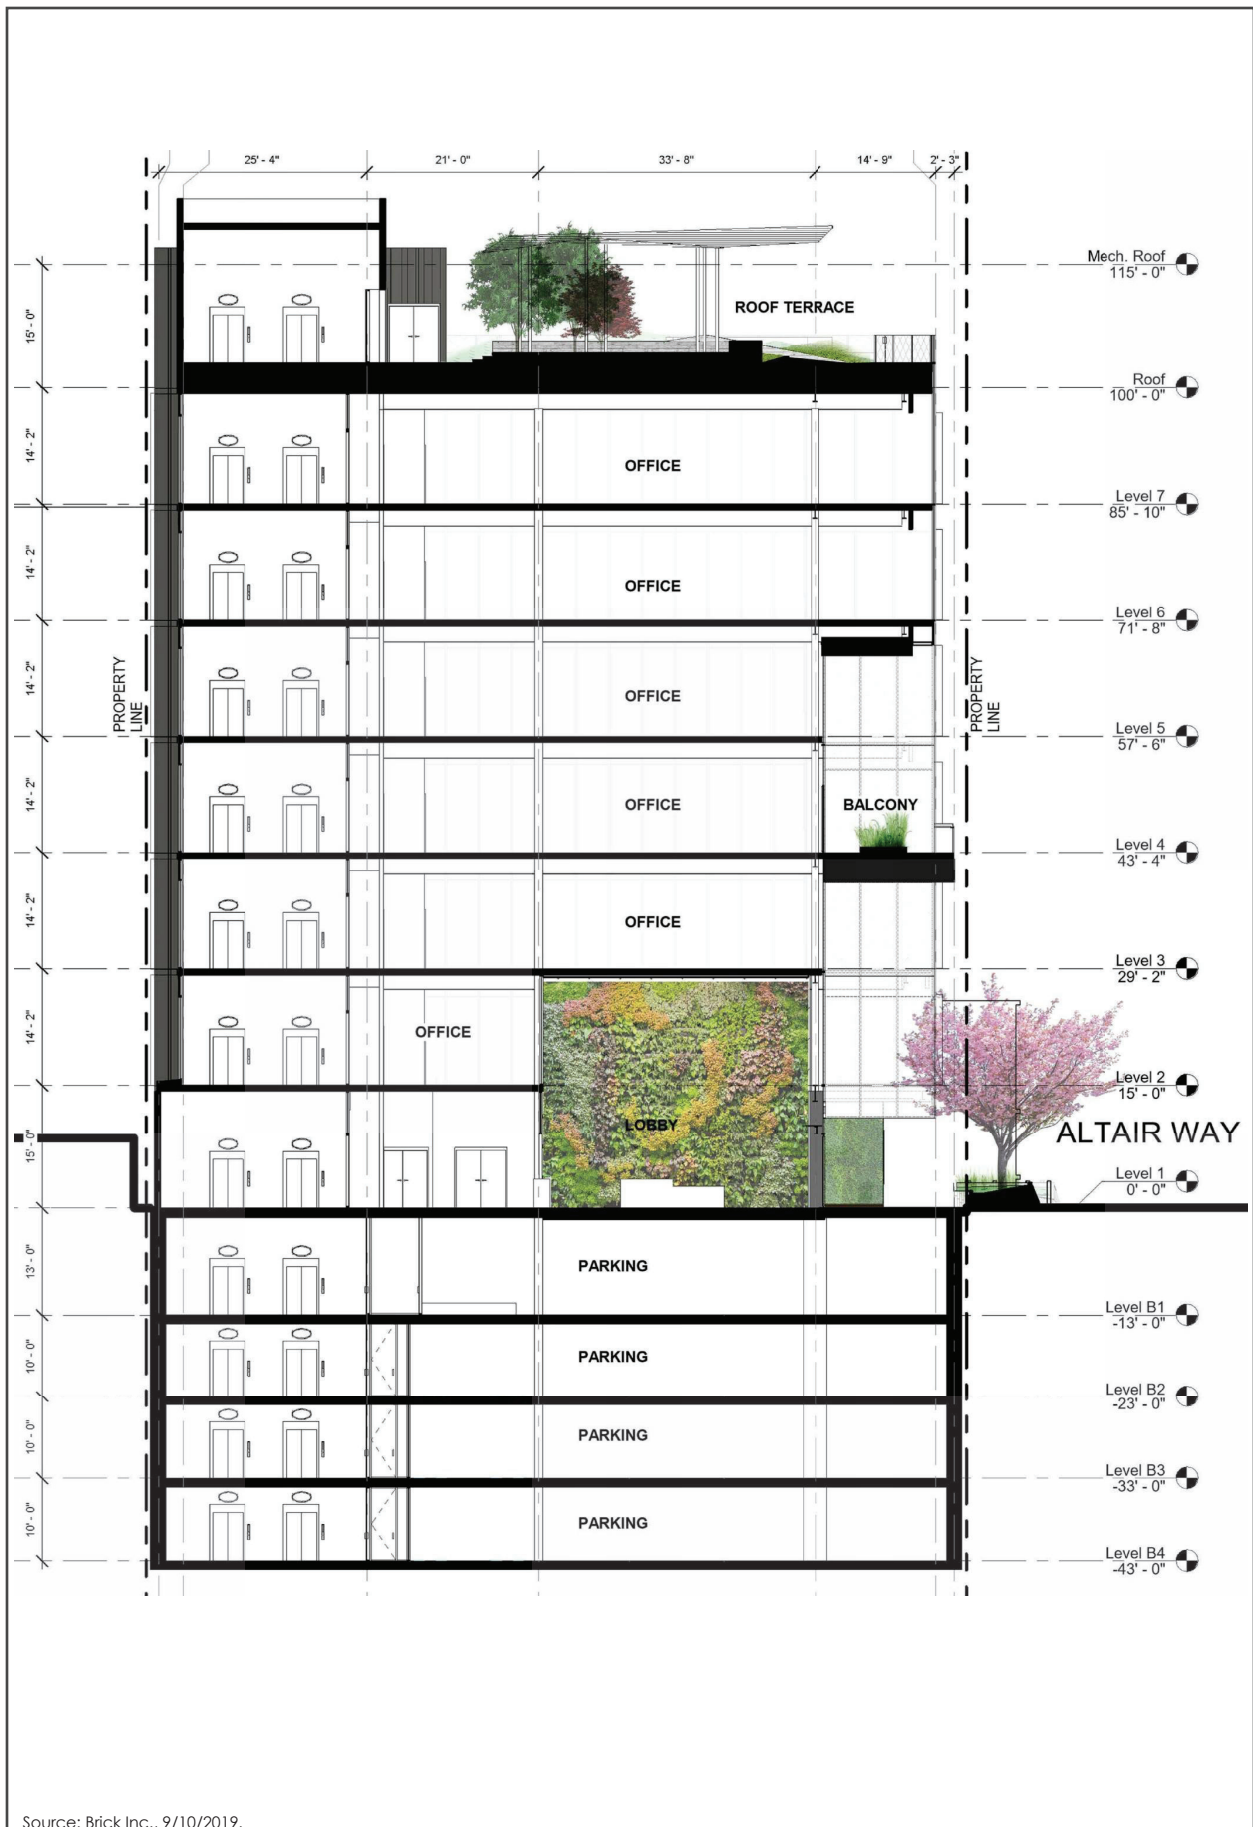 25' - 4"
21' - 0"
33' - 8"
14' - 9"
2' - 3"
Mech. Roof
115' - 0"
15' - 0"
ROOF TERRACE
Roof
100' - 0"
14' - 2"
OFFICE
Level 7
85' - 10"
14' - 2"
OFFICE
Level 6
71' - 8"
14' - 2"
PROPERTY
LINE
OFFICE
PROPERTY
LINE
Level 5
57' - 6"
14' - 2"
OFFICE
BALCONY
Level 4
43' - 4"
14' - 2"
OFFICE
Level 3
29' - 2"
14' - 2"
OFFICE
Level 2
15' - 0"
15' - 0"
LOBBY
ALTAIR WAY
Level 1
0' - 0"
13' - 0"
PARKING
Level B1
-13' - 0"
10' - 0"
PARKING
Level B2
-23' - 0"
10' - 0"
PARKING
Level B3
-33' - 0"
10' - 0"
PARKING
Level B4
-43' - 0"
Source: Brick Inc., 9/10/2019.